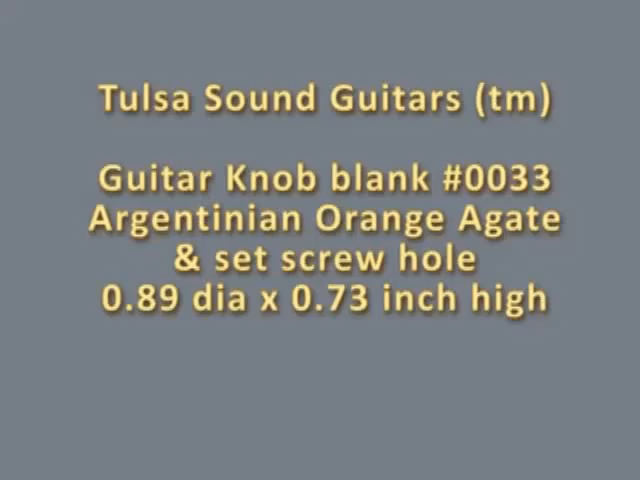 Tulsa Sound Guitars (tm)
Guitar Knob blank #0033
Argentinian Orange Agate
& set screw hole
0.89 dia x 0.73 inch high